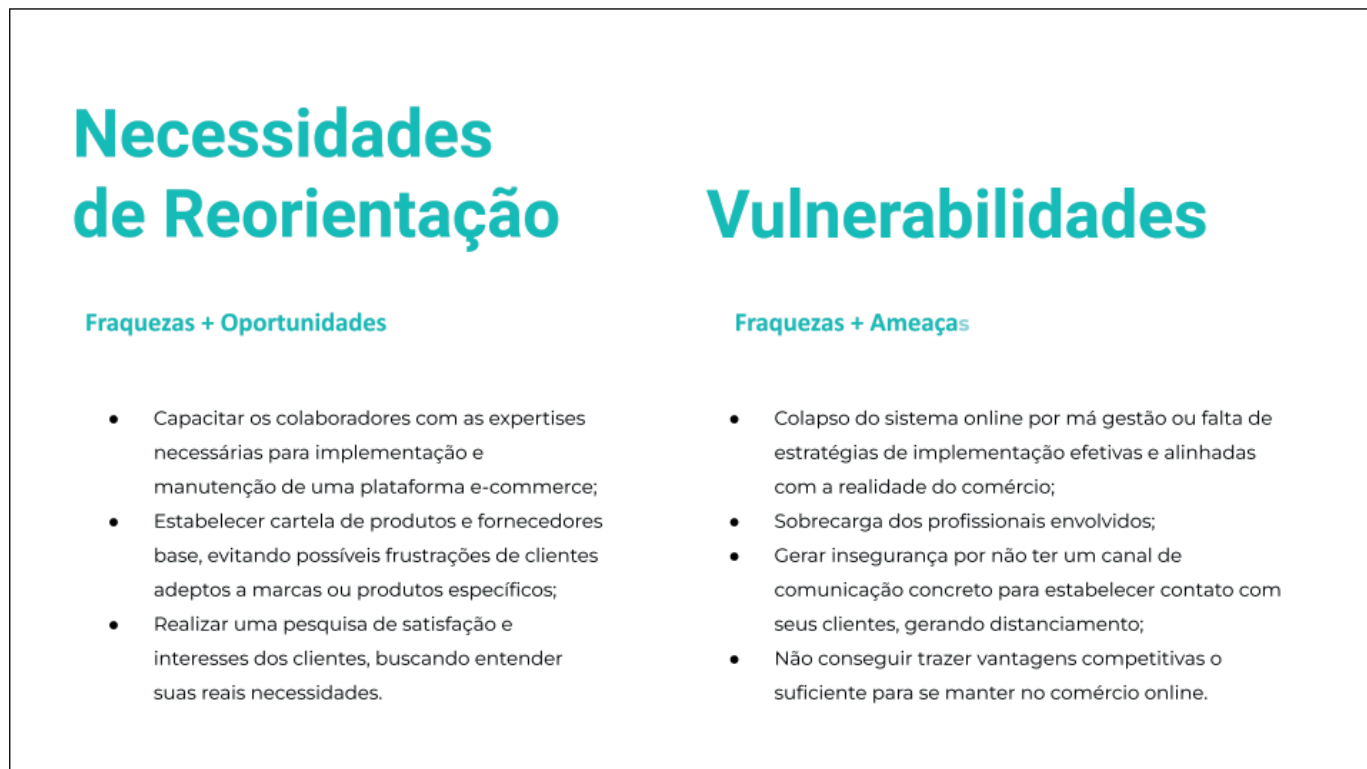 Necessidades
de Reorientação
Fraquezas + Oportunidades
● Capacitar os colaboradores com as expertises
necessárias para implementação e
manutenção de uma plataforma e-commerce;
● Estabelecer cartela de produtos e fornecedores
base, evitando possíveis frustrações de clientes
adeptos a marcas ou produtos específicos;
● Realizar uma pesquisa de satisfação e
interesses dos clientes, buscando entender
suas reais necessidades.
Vulnerabilidades
Fraquezas + Ameaças
● Colapso do sistema online por má gestão ou falta de
estratégias de implementação efetivas e alinhadas
com a realidade do comércio;
● Sobrecarga dos profissionais envolvidos;
● Gerar insegurança por não ter um canal de
comunicação concreto para estabelecer contato com
seus clientes, gerando distanciamento;
● Não conseguir trazer vantagens competitivas o
suficiente para se manter no comércio online.